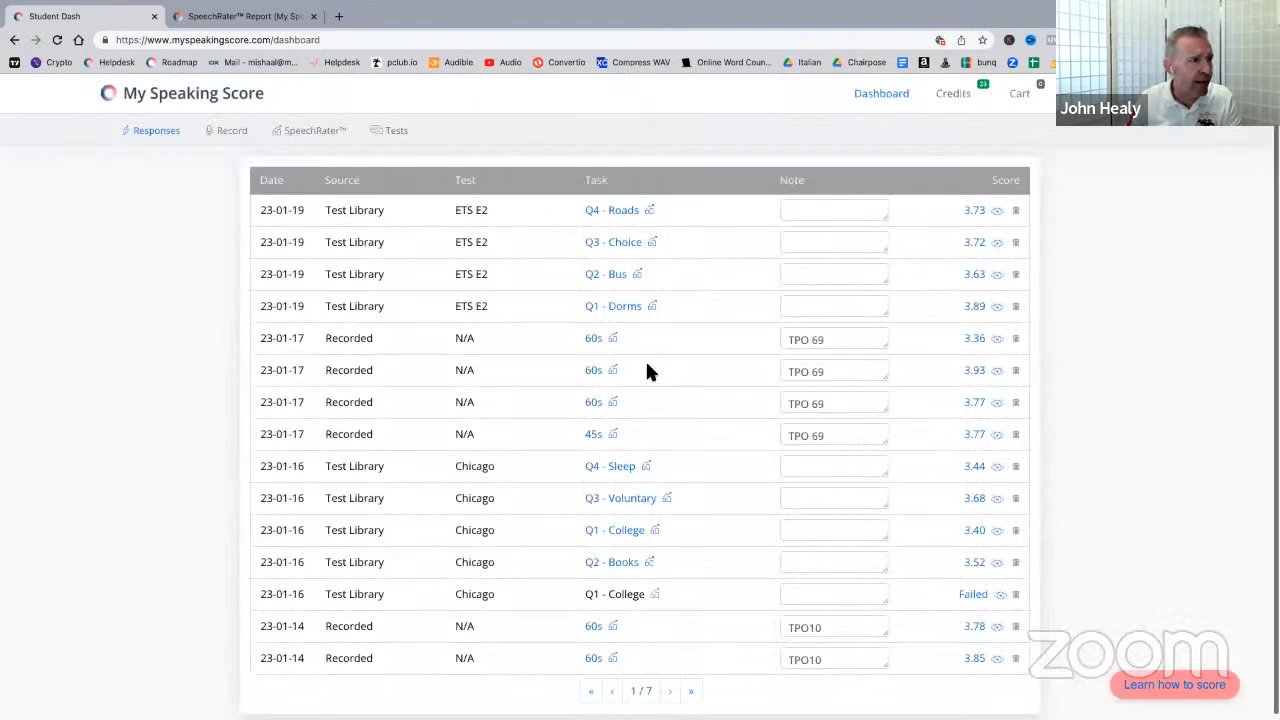 Student Dash
SpeechRater™ Report (My Sp
https://www.myspeakingscore.com/dashboard
Crypto Helpdesk Roadmap Mail - mishaal@m... Helpdesk pclub.io Audible Audio Convertio Compress WAV Online Word Coun... Italian Chairpose bunq
My Speaking Score
Dashboard Credits 23 Cart 0
John Healy
Responses Record SpeechRater™ Tests
Date Source Test Task Note Score
23-01-19 Test Library ETS E2 Q4 - Roads 3.73
23-01-19 Test Library ETS E2 Q3 - Choice 3.72
23-01-19 Test Library ETS E2 Q2 - Bus 3.63
23-01-19 Test Library ETS E2 Q1 - Dorms 3.89
23-01-17 Recorded N/A 60s TPO 69 3.36
23-01-17 Recorded N/A 60s TPO 69 3.93
23-01-17 Recorded N/A 60s TPO 69 3.77
23-01-17 Recorded N/A 45s TPO 69 3.77
23-01-16 Test Library Chicago Q4 - Sleep 3.44
23-01-16 Test Library Chicago Q3 - Voluntary 3.68
23-01-16 Test Library Chicago Q1 - College 3.40
23-01-16 Test Library Chicago Q2 - Books 3.52
23-01-16 Test Library Chicago Q1 - College Failed
23-01-14 Recorded N/A 60s TPO10 3.78
23-01-14 Recorded N/A 60s TPO10 3.85
« ‹ 1 / 7 › »
zoom
Learn how to score